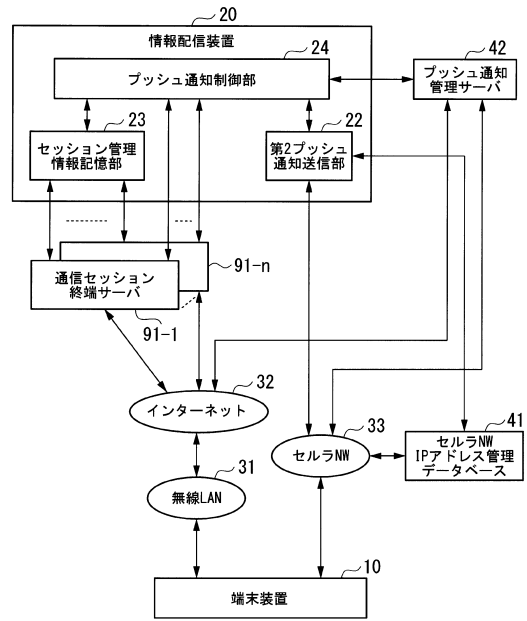 20
情報配信装置
24
プッシュ通知制御部
42
プッシュ通知
管理サーバ
23
セッション管理
情報記憶部
22
第2プッシュ
通知送信部
91-n
通信セッション
終端サーバ
91-1
32
インターネット
33
セルラNW
41
セルラNW
IPアドレス管理
データベース
31
無線LAN
10
端末装置